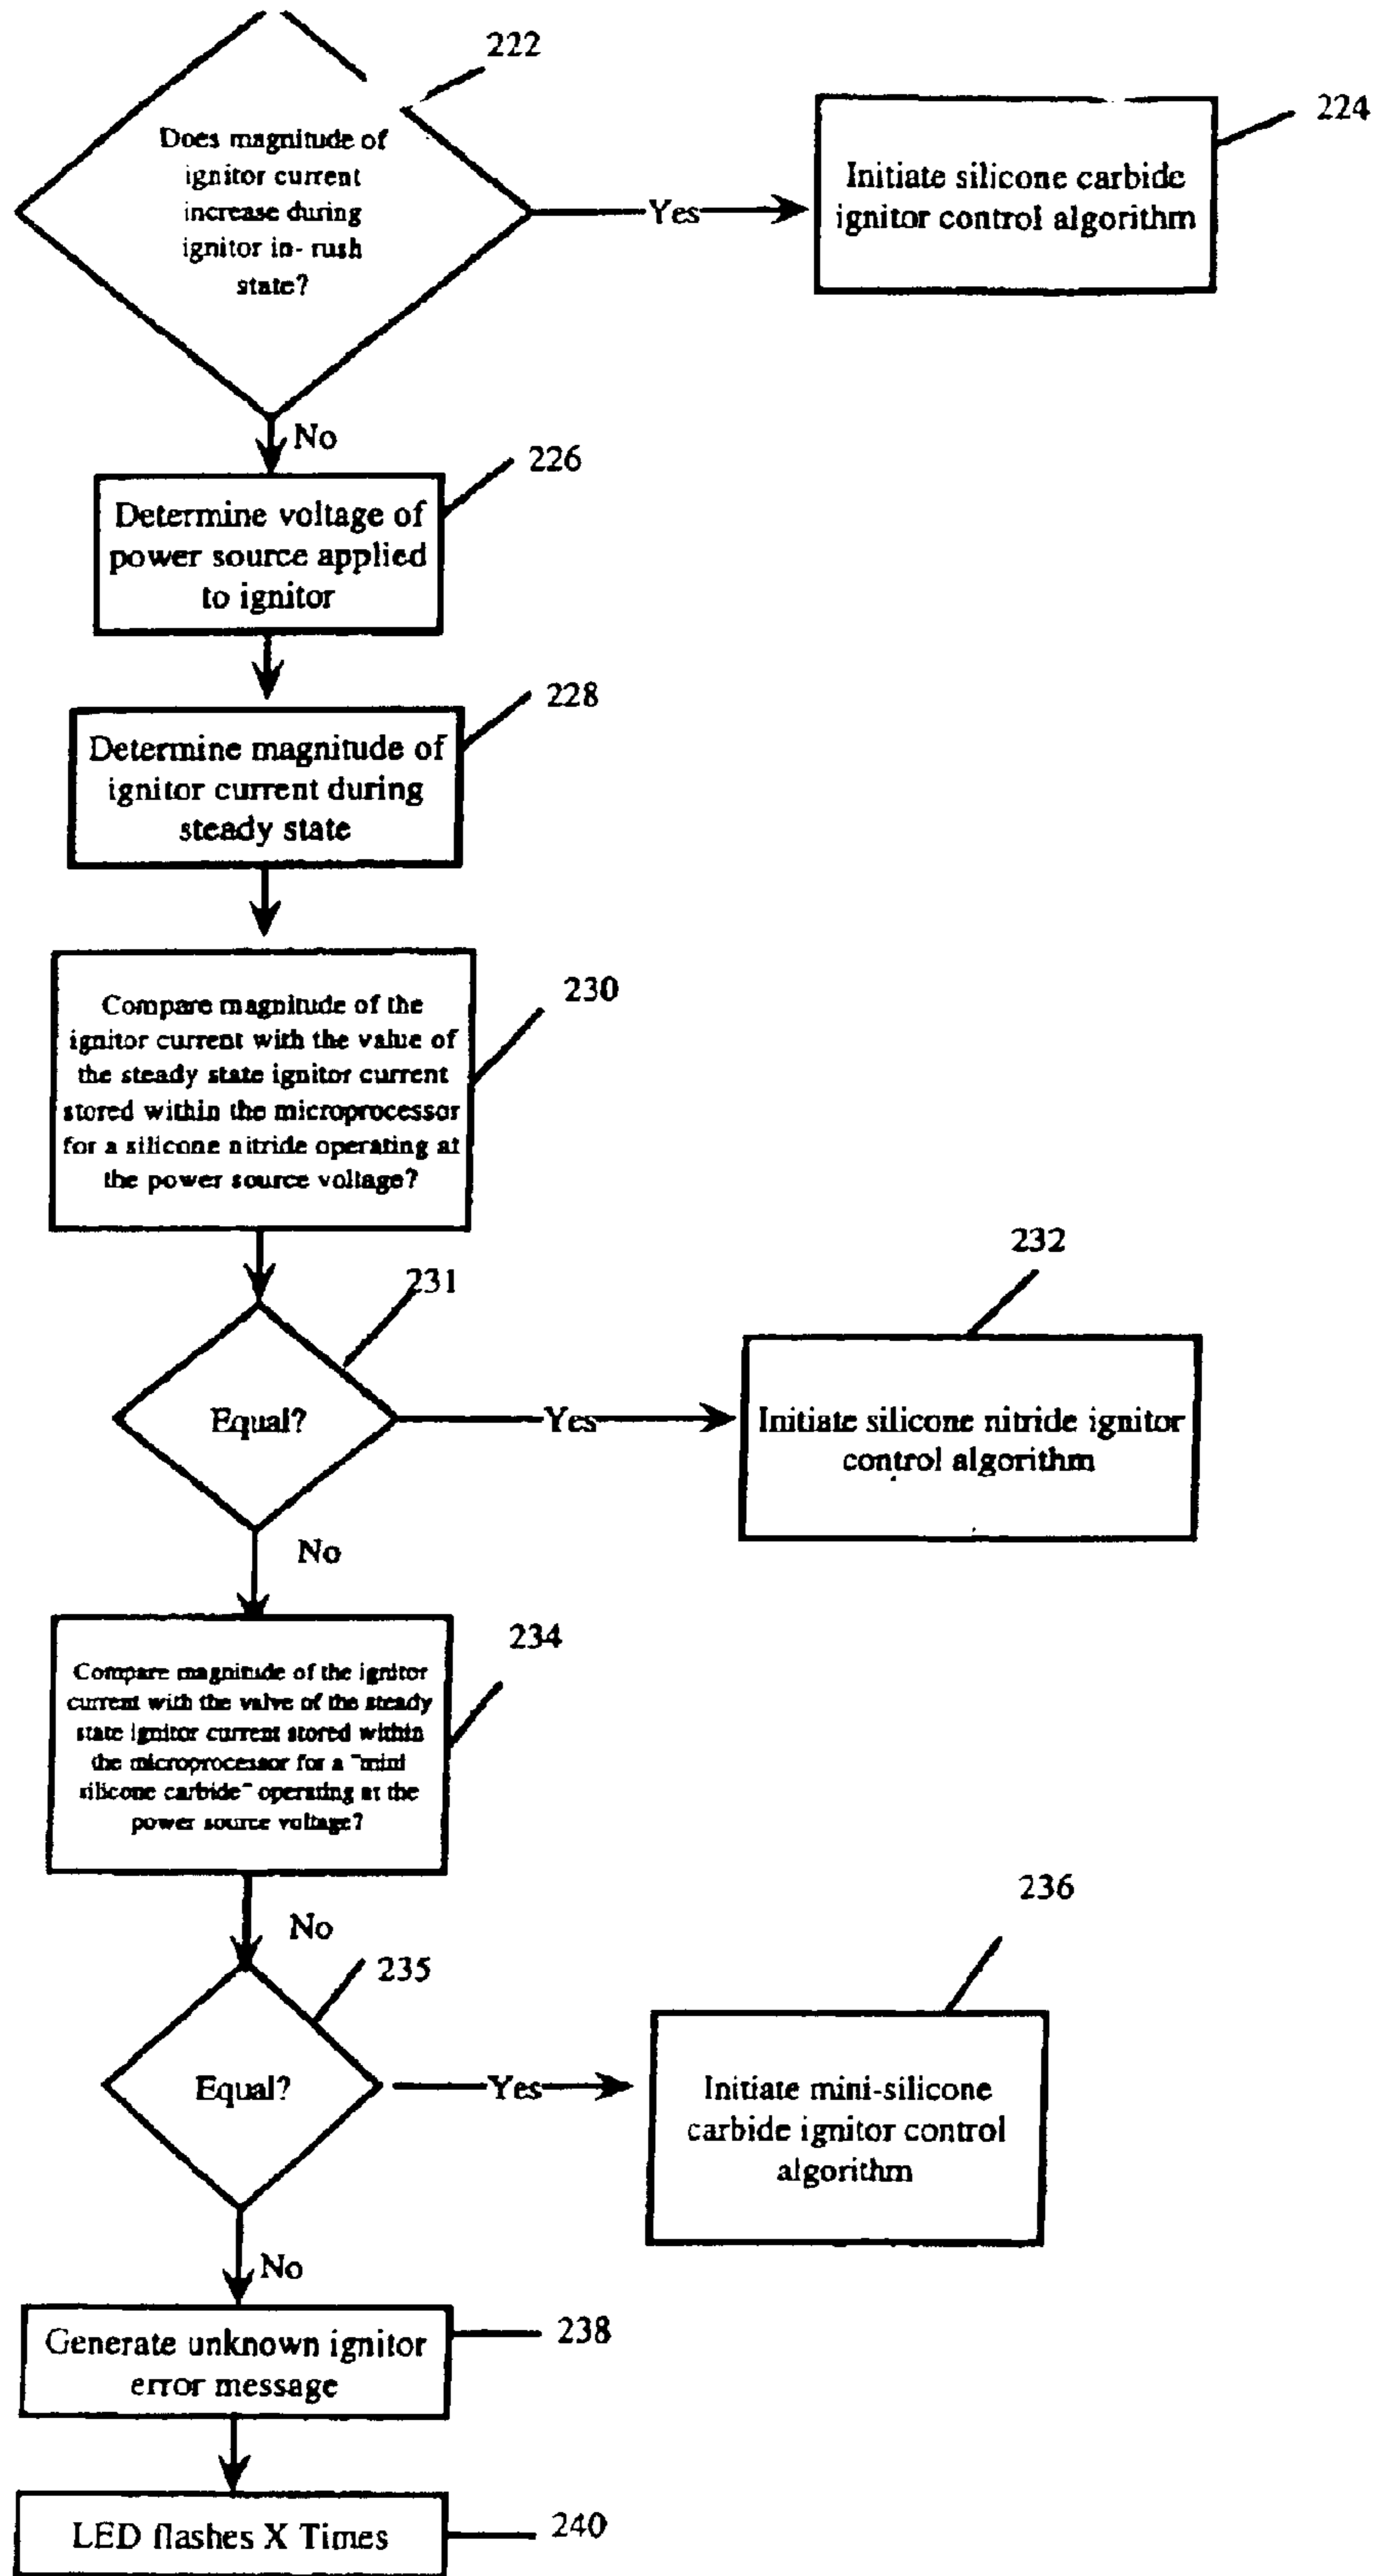 222
Does magnitude of
ignitor current
increase during
ignitor in- rush
state?
Yes
Initiate silicone carbide
ignitor control algorithm
224
No
226
Determine voltage of
power source applied
to ignitor
228
Determine magnitude of
ignitor current during
steady state
230
Compare magnitude of the
ignitor current with the value of
the steady state ignitor current
stored within the microprocessor
for a silicone nitride operating at
the power source voltage?
231
Equal?
Yes
232
Initiate silicone nitride ignitor
control algorithm
No
234
Compare magnitude of the ignitor
current with the valve of the steady
state ignitor current stored within
the microprocessor for a "mini
silicone carbide" operating at the
power source voltage?
No
235
Equal?
Yes
236
Initiate mini-silicone
carbide ignitor control
algorithm
No
Generate unknown ignitor
error message
238
LED flashes X Times
240